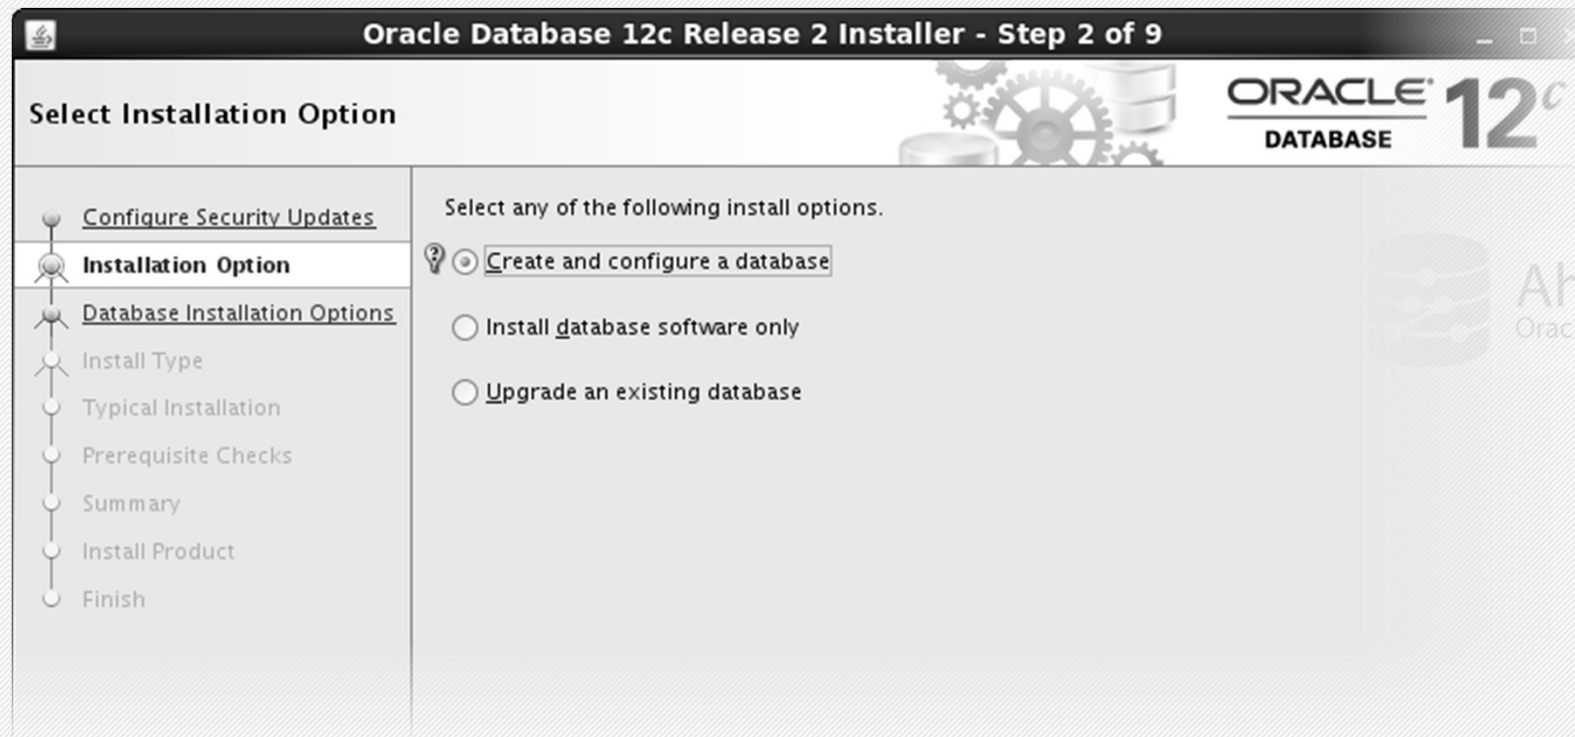 Oracle Database 12c Release 2 Installer - Step 2 of 9
Select Installation Option
ORACLE
DATABASE
12c
Configure Security Updates
Installation Option
Database Installation Options
Install Type
Typical Installation
Prerequisite Checks
Summary
Install Product
Finish
Select any of the following install options.
Create and configure a database
Install database software only
Upgrade an existing database